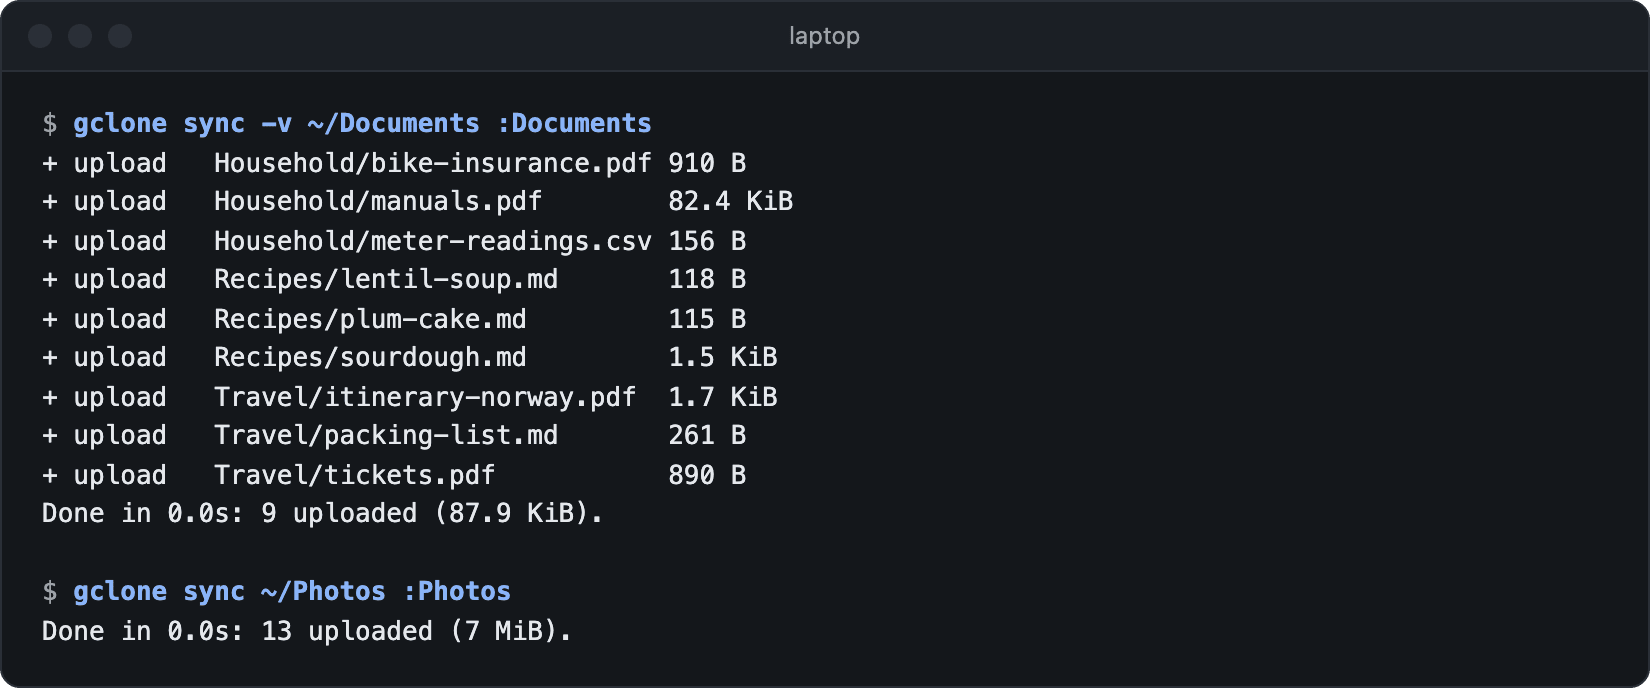 laptop
$ gclone sync -v ~/Documents :Documents
+ upload   Household/bike-insurance.pdf 910 B
+ upload   Household/manuals.pdf        82.4 KiB
+ upload   Household/meter-readings.csv 156 B
+ upload   Recipes/lentil-soup.md       118 B
+ upload   Recipes/plum-cake.md         115 B
+ upload   Recipes/sourdough.md         1.5 KiB
+ upload   Travel/itinerary-norway.pdf  1.7 KiB
+ upload   Travel/packing-list.md       261 B
+ upload   Travel/tickets.pdf           890 B
Done in 0.0s: 9 uploaded (87.9 KiB).
$ gclone sync ~/Photos :Photos
Done in 0.0s: 13 uploaded (7 MiB).